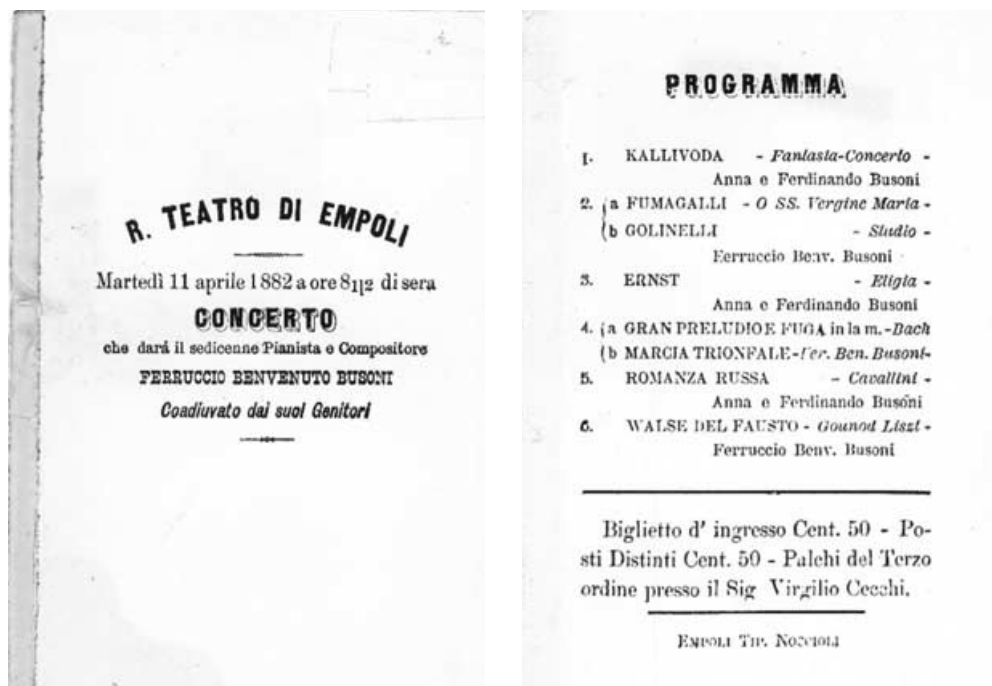 R. TEATRO DI EMPOLI
Martedì 11 aprile 1882 a ore 8 1|2 di sera
CONCERTO
che dará il sedicenne Pianista e Compositore
FERRUCCIO BENVENUTO BUSONI
Coadiuvato dai suoi Genitori
PROGRAMMA
1. KALLIVODA - Fantasia-Concerto -
Anna e Ferdinando Busoni
2. (a FUMAGALLI - O SS. Vergine Maria -
(b GOLINELLI - Studio -
Ferruccio Benv. Busoni
3. ERNST - Eligia -
Anna e Ferdinando Busoni
4. (a GRAN PRELUDIO E FUGA in la m.-Bach
(b MARCIA TRIONFALE-Fer. Ben. Busoni-
5. ROMANZA RUSSA - Cavallini -
Anna e Ferdinando Busoni
6. WALSE DEL FAUSTO - Gounod Liszt -
Ferruccio Benv. Busoni
Biglietto d' ingresso Cent. 50 - Po-
sti Distinti Cent. 50 - Palchi del Terzo
ordine presso il Sig Virgilio Cecchi.
EMPOLI TIP. NOCCIOLI